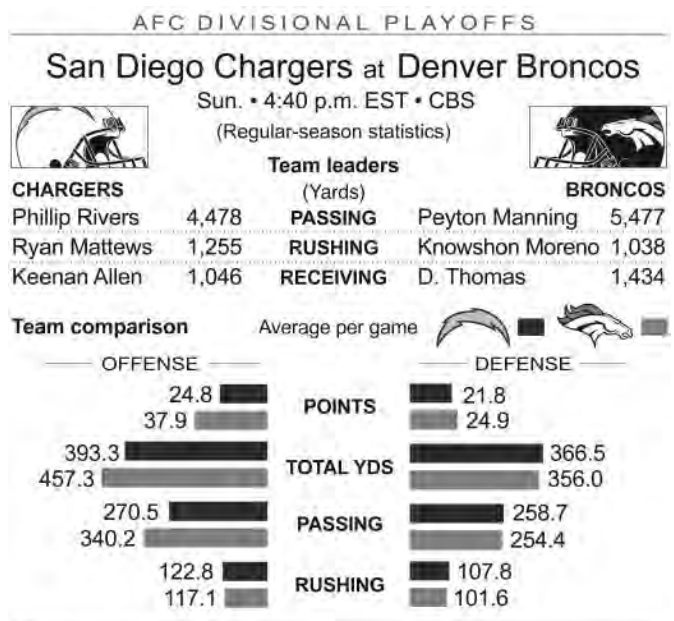 AFC DIVISIONAL PLAYOFFS
San Diego Chargers at Denver Broncos
Sun. • 4:40 p.m. EST • CBS
(Regular-season statistics)
Team leaders
CHARGERS (Yards) BRONCOS
Phillip Rivers 4,478 PASSING Peyton Manning 5,477
Ryan Mattews 1,255 RUSHING Knowshon Moreno 1,038
Keenan Allen 1,046 RECEIVING D. Thomas 1,434
Team comparison Average per game
OFFENSE DEFENSE
24.8 POINTS 21.8
37.9 24.9
393.3 TOTAL YDS 366.5
457.3 356.0
270.5 PASSING 258.7
340.2 254.4
122.8 RUSHING 107.8
117.1 101.6